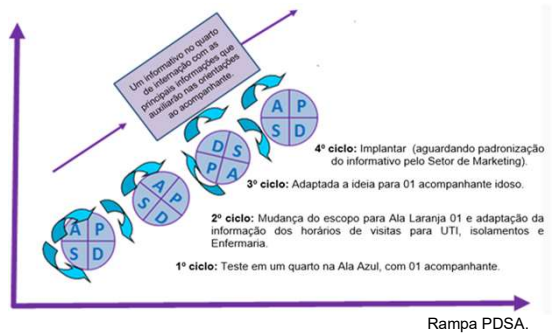 Um informativo no quarto
de internação com as
principais informações que
auxiliarão nas orientações
ao acompanhante.
A P
S D
4º ciclo: Implantar (aguardando padronização
do informativo pelo Setor de Marketing).
D S
P A
3º ciclo: Adaptada a ideia para 01 acompanhante idoso.
A P
S D
2º ciclo: Mudança do escopo para Ala Laranja 01 e adaptação da
informação dos horários de visitas para UTI, isolamentos e
Enfermaria.
A P
S D
1º ciclo: Teste em um quarto na Ala Azul, com 01 acompanhante.
Rampa PDSA.